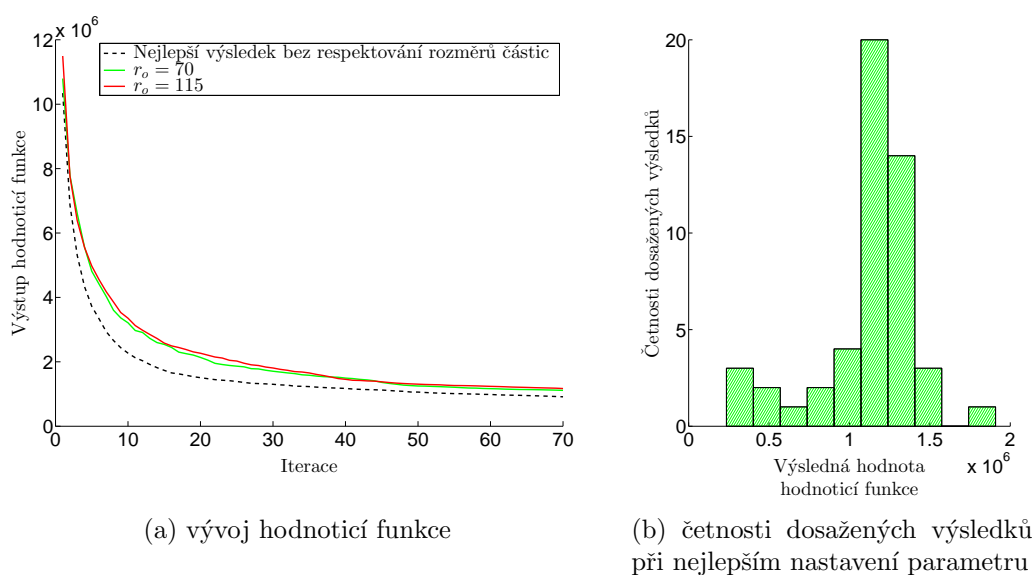 x 10^6
12
10
8
6
4
2
0
Výstup hodnoticí funkce
Nejlepší výsledek bez respektování rozměrů částic
r_o = 70
r_o = 115
0 10 20 30 40 50 60 70
Iterace
(a) vývoj hodnoticí funkce
20
15
10
5
0
Četnosti dosažených výsledků
0 0.5 1 1.5 2
x 10^6
Výsledná hodnota
hodnoticí funkce
(b) četnosti dosažených výsledků
při nejlepším nastavení parametru